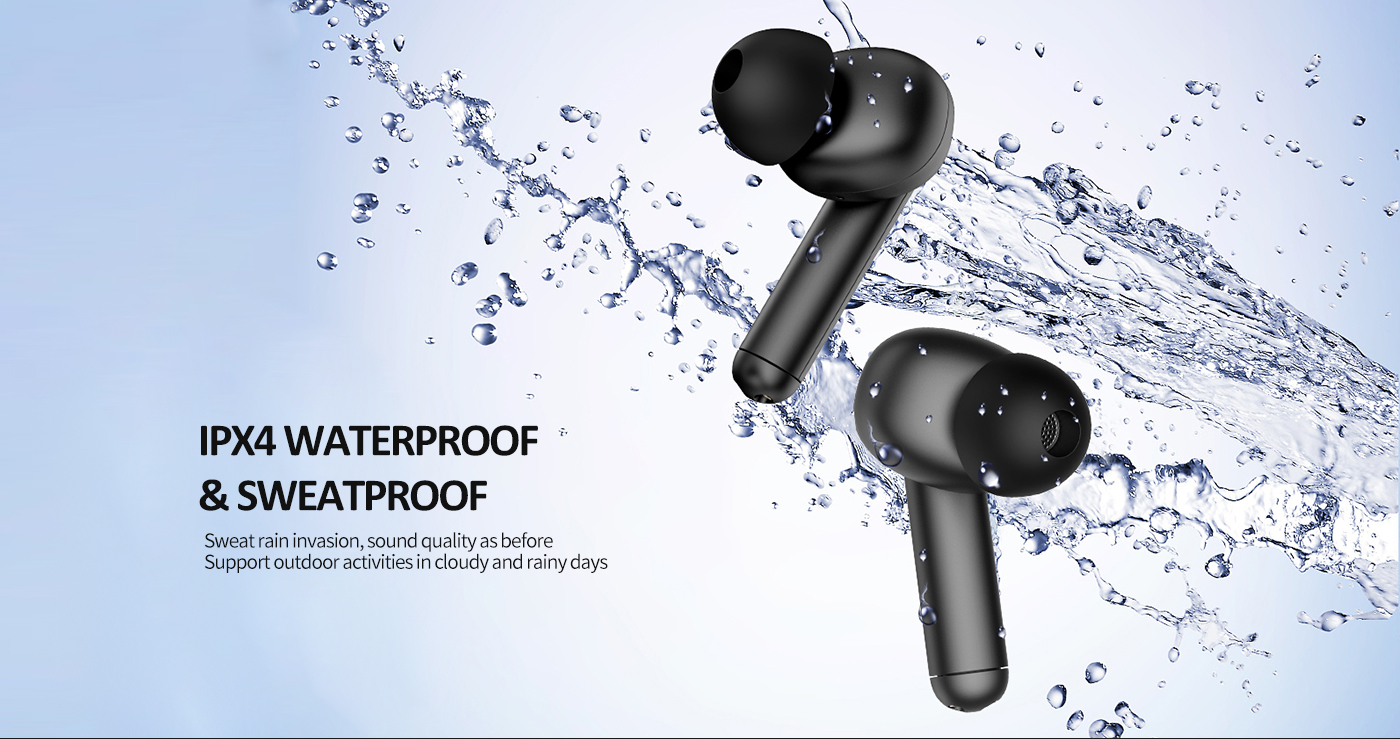 IPX4 WATERPROOF
& SWEATPROOF
Sweat rain invasion, sound quality as before
Support outdoor activities in cloudy and rainy days